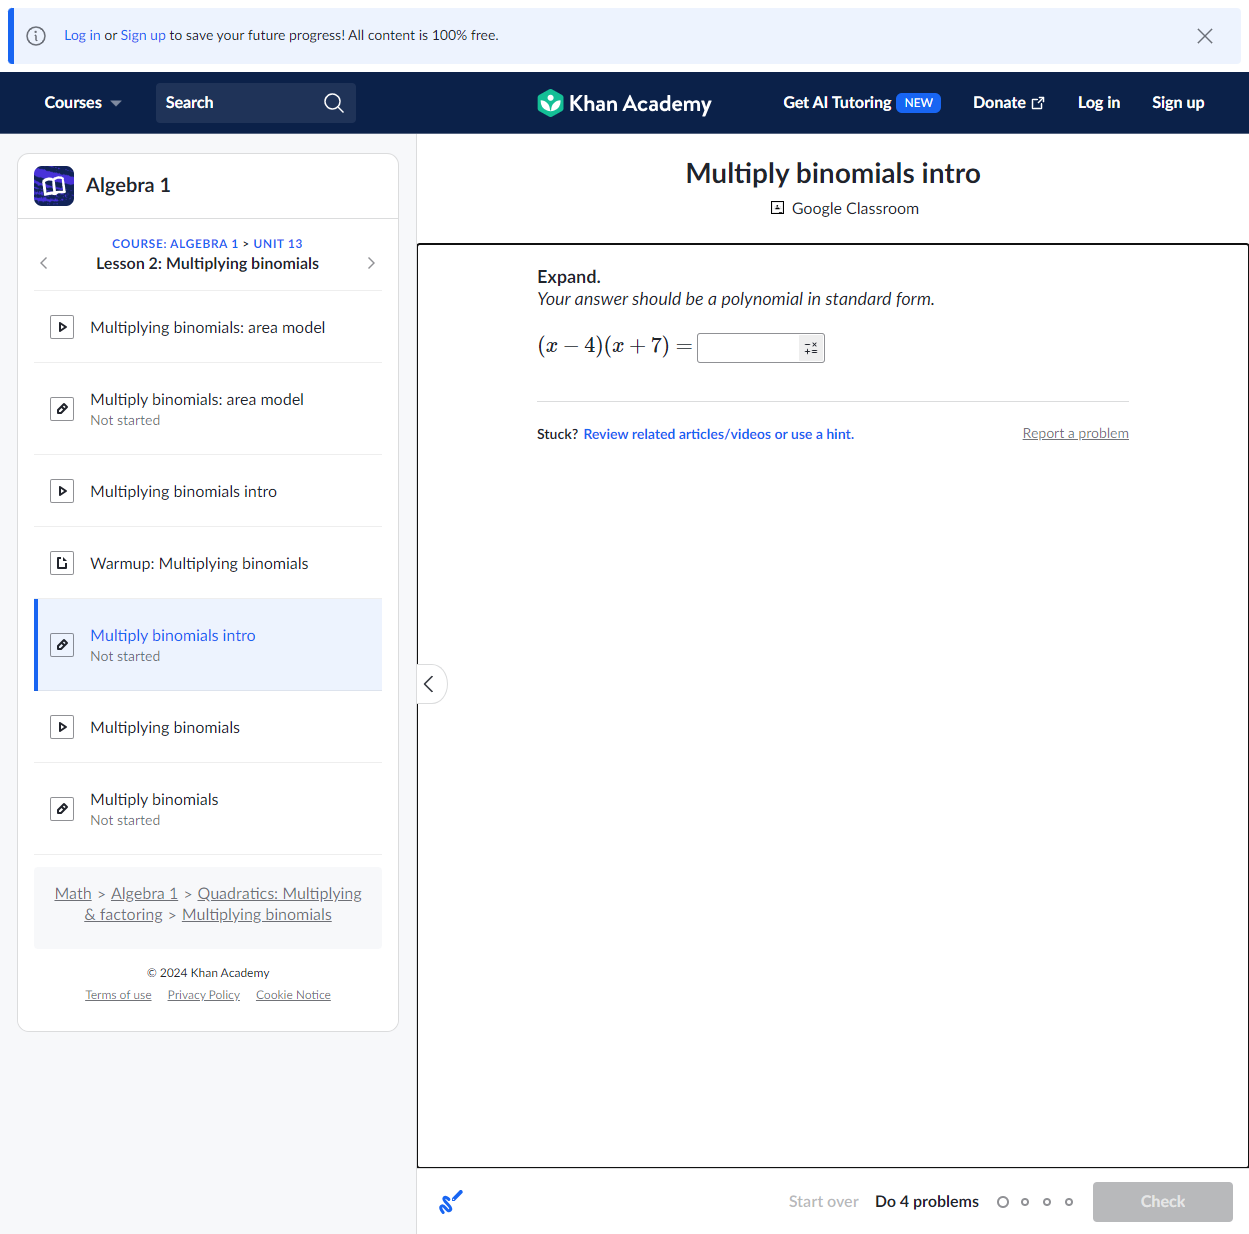 Log in or Sign up to save your future progress! All content is 100% free.
Courses
Search
Khan Academy
Get AI Tutoring NEW
Donate
Log in
Sign up
Algebra 1
COURSE: ALGEBRA 1 > UNIT 13
Lesson 2: Multiplying binomials
Multiplying binomials: area model
Multiply binomials: area model
Not started
Multiplying binomials intro
Warmup: Multiplying binomials
Multiply binomials intro
Not started
Multiplying binomials
Multiply binomials
Not started
Math > Algebra 1 > Quadratics: Multiplying
& factoring > Multiplying binomials
© 2024 Khan Academy
Terms of use Privacy Policy Cookie Notice
Multiply binomials intro
Google Classroom
Expand.
Your answer should be a polynomial in standard form.
(x − 4)(x + 7) =
Stuck? Review related articles/videos or use a hint.
Report a problem
Start over
Do 4 problems
Check